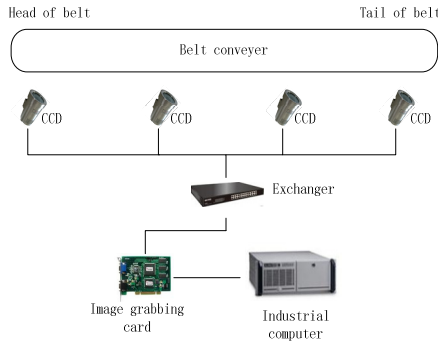 Head of belt
Tail of belt
Belt conveyer
CCD
CCD
CCD
CCD
Exchanger
Image grabbing
card
Industrial
computer